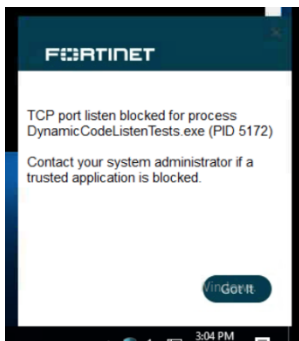 FORTINET
TCP port listen blocked for process
DynamicCodeListenTests.exe (PID 5172)
Contact your system administrator if a
trusted application is blocked.
Got It
3:04 PM